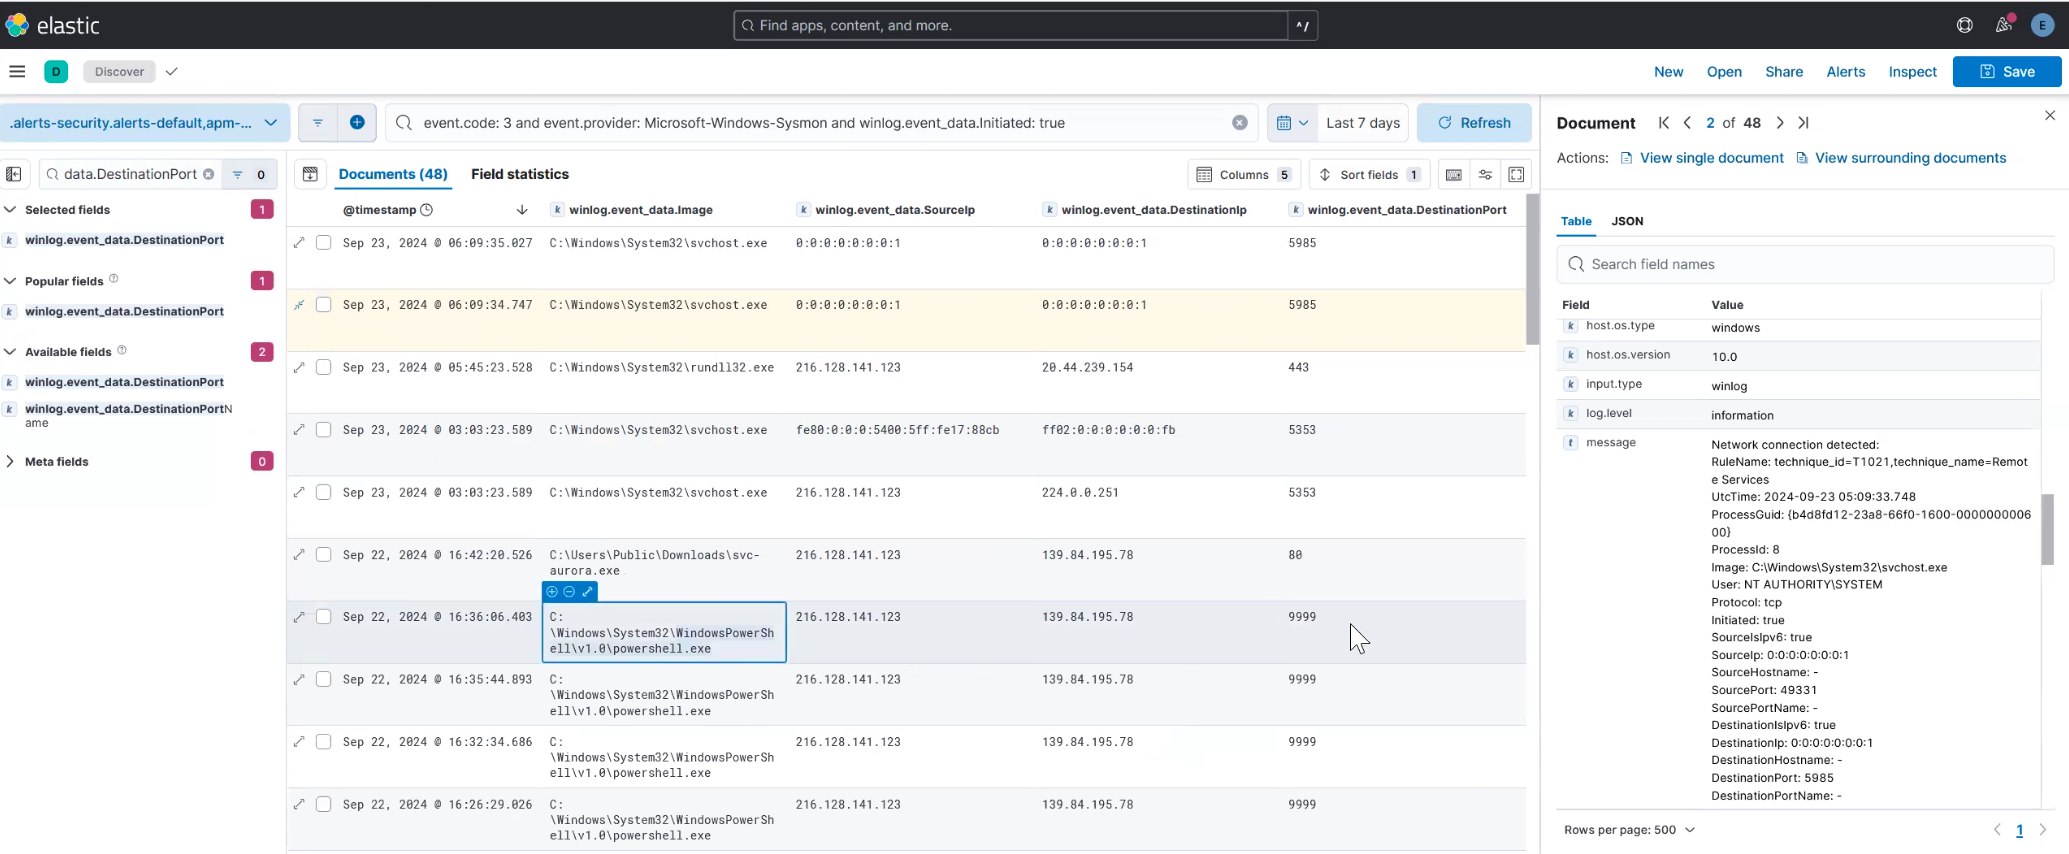 elastic
Find apps, content, and more.
^/
E
D
Discover
New
Open
Share
Alerts
Inspect
Save
.alerts-security.alerts-default,apm-...
event.code: 3 and event.provider: Microsoft-Windows-Sysmon and winlog.event_data.Initiated: true
Last 7 days
Refresh
data.DestinationPort
0
Selected fields
1
k winlog.event_data.DestinationPort
Popular fields
1
k winlog.event_data.DestinationPort
Available fields
2
k winlog.event_data.DestinationPort
k winlog.event_data.DestinationPortN
ame
Meta fields
0
Documents (48)
Field statistics
Columns 5
Sort fields 1
@timestamp
k winlog.event_data.Image
k winlog.event_data.SourceIp
k winlog.event_data.DestinationIp
k winlog.event_data.DestinationPort
Sep 23, 2024 @ 06:09:35.027 C:\Windows\System32\svchost.exe 0:0:0:0:0:0:0:1 0:0:0:0:0:0:0:1 5985
Sep 23, 2024 @ 06:09:34.747 C:\Windows\System32\svchost.exe 0:0:0:0:0:0:0:1 0:0:0:0:0:0:0:1 5985
Sep 23, 2024 @ 05:45:23.528 C:\Windows\System32\rundll32.exe 216.128.141.123 20.44.239.154 443
Sep 23, 2024 @ 03:03:23.589 C:\Windows\System32\svchost.exe fe80:0:0:0:5400:5ff:fe17:88cb ff02:0:0:0:0:0:0:fb 5353
Sep 23, 2024 @ 03:03:23.589 C:\Windows\System32\svchost.exe 216.128.141.123 224.0.0.251 5353
Sep 22, 2024 @ 16:42:20.526 C:\Users\Public\Downloads\svc- 216.128.141.123 139.84.195.78 80
aurora.exe
Sep 22, 2024 @ 16:36:06.403 C: 216.128.141.123 139.84.195.78 9999
\Windows\System32\WindowsPowerSh
ell\v1.0\powershell.exe
Sep 22, 2024 @ 16:35:44.893 C: 216.128.141.123 139.84.195.78 9999
\Windows\System32\WindowsPowerSh
ell\v1.0\powershell.exe
Sep 22, 2024 @ 16:32:34.686 C: 216.128.141.123 139.84.195.78 9999
\Windows\System32\WindowsPowerSh
ell\v1.0\powershell.exe
Sep 22, 2024 @ 16:26:29.026 C: 216.128.141.123 139.84.195.78 9999
\Windows\System32\WindowsPowerSh
ell\v1.0\powershell.exe
Document
2 of 48
Actions:
View single document
View surrounding documents
Table
JSON
Search field names
Field Value
k host.os.type windows
k host.os.version 10.0
k input.type winlog
k log.level information
t message Network connection detected:
RuleName: technique_id=T1021,technique_name=Remot
e Services
UtcTime: 2024-09-23 05:09:33.748
ProcessGuid: {b4d8fd12-23a8-66f0-1600-0000000006
00}
ProcessId: 8
Image: C:\Windows\System32\svchost.exe
User: NT AUTHORITY\SYSTEM
Protocol: tcp
Initiated: true
SourceIsIpv6: true
SourceIp: 0:0:0:0:0:0:0:1
SourceHostname: -
SourcePort: 49331
SourcePortName: -
DestinationIsIpv6: true
DestinationIp: 0:0:0:0:0:0:0:1
DestinationHostname: -
DestinationPort: 5985
DestinationPortName: -
Rows per page: 500
1